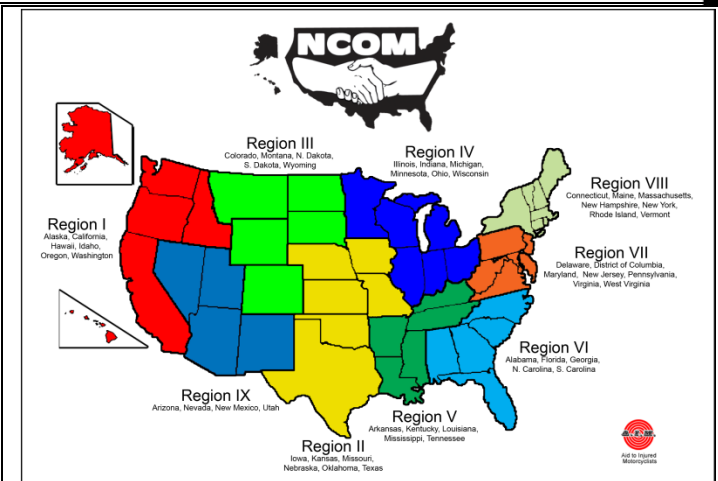 NCOM
Region III
Colorado, Montana, N. Dakota,
S. Dakota, Wyoming
Region IV
Illinois, Indiana, Michigan,
Minnesota, Ohio, Wisconsin
Region VIII
Connecticut, Maine, Massachusetts,
New Hampshire, New York,
Rhode Island, Vermont
Region I
Alaska, California,
Hawaii, Idaho,
Oregon, Washington
Region VII
Delaware, District of Columbia,
Maryland, New Jersey, Pennsylvania,
Virginia, West Virginia
Region VI
Alabama, Florida, Georgia,
N. Carolina, S. Carolina
Region IX
Arizona, Nevada, New Mexico, Utah
Region V
Arkansas, Kentucky, Louisiana,
Mississippi, Tennessee
Region II
Iowa, Kansas, Missouri,
Nebraska, Oklahoma, Texas
A.I.M.
Aid to Injured
Motorcyclists